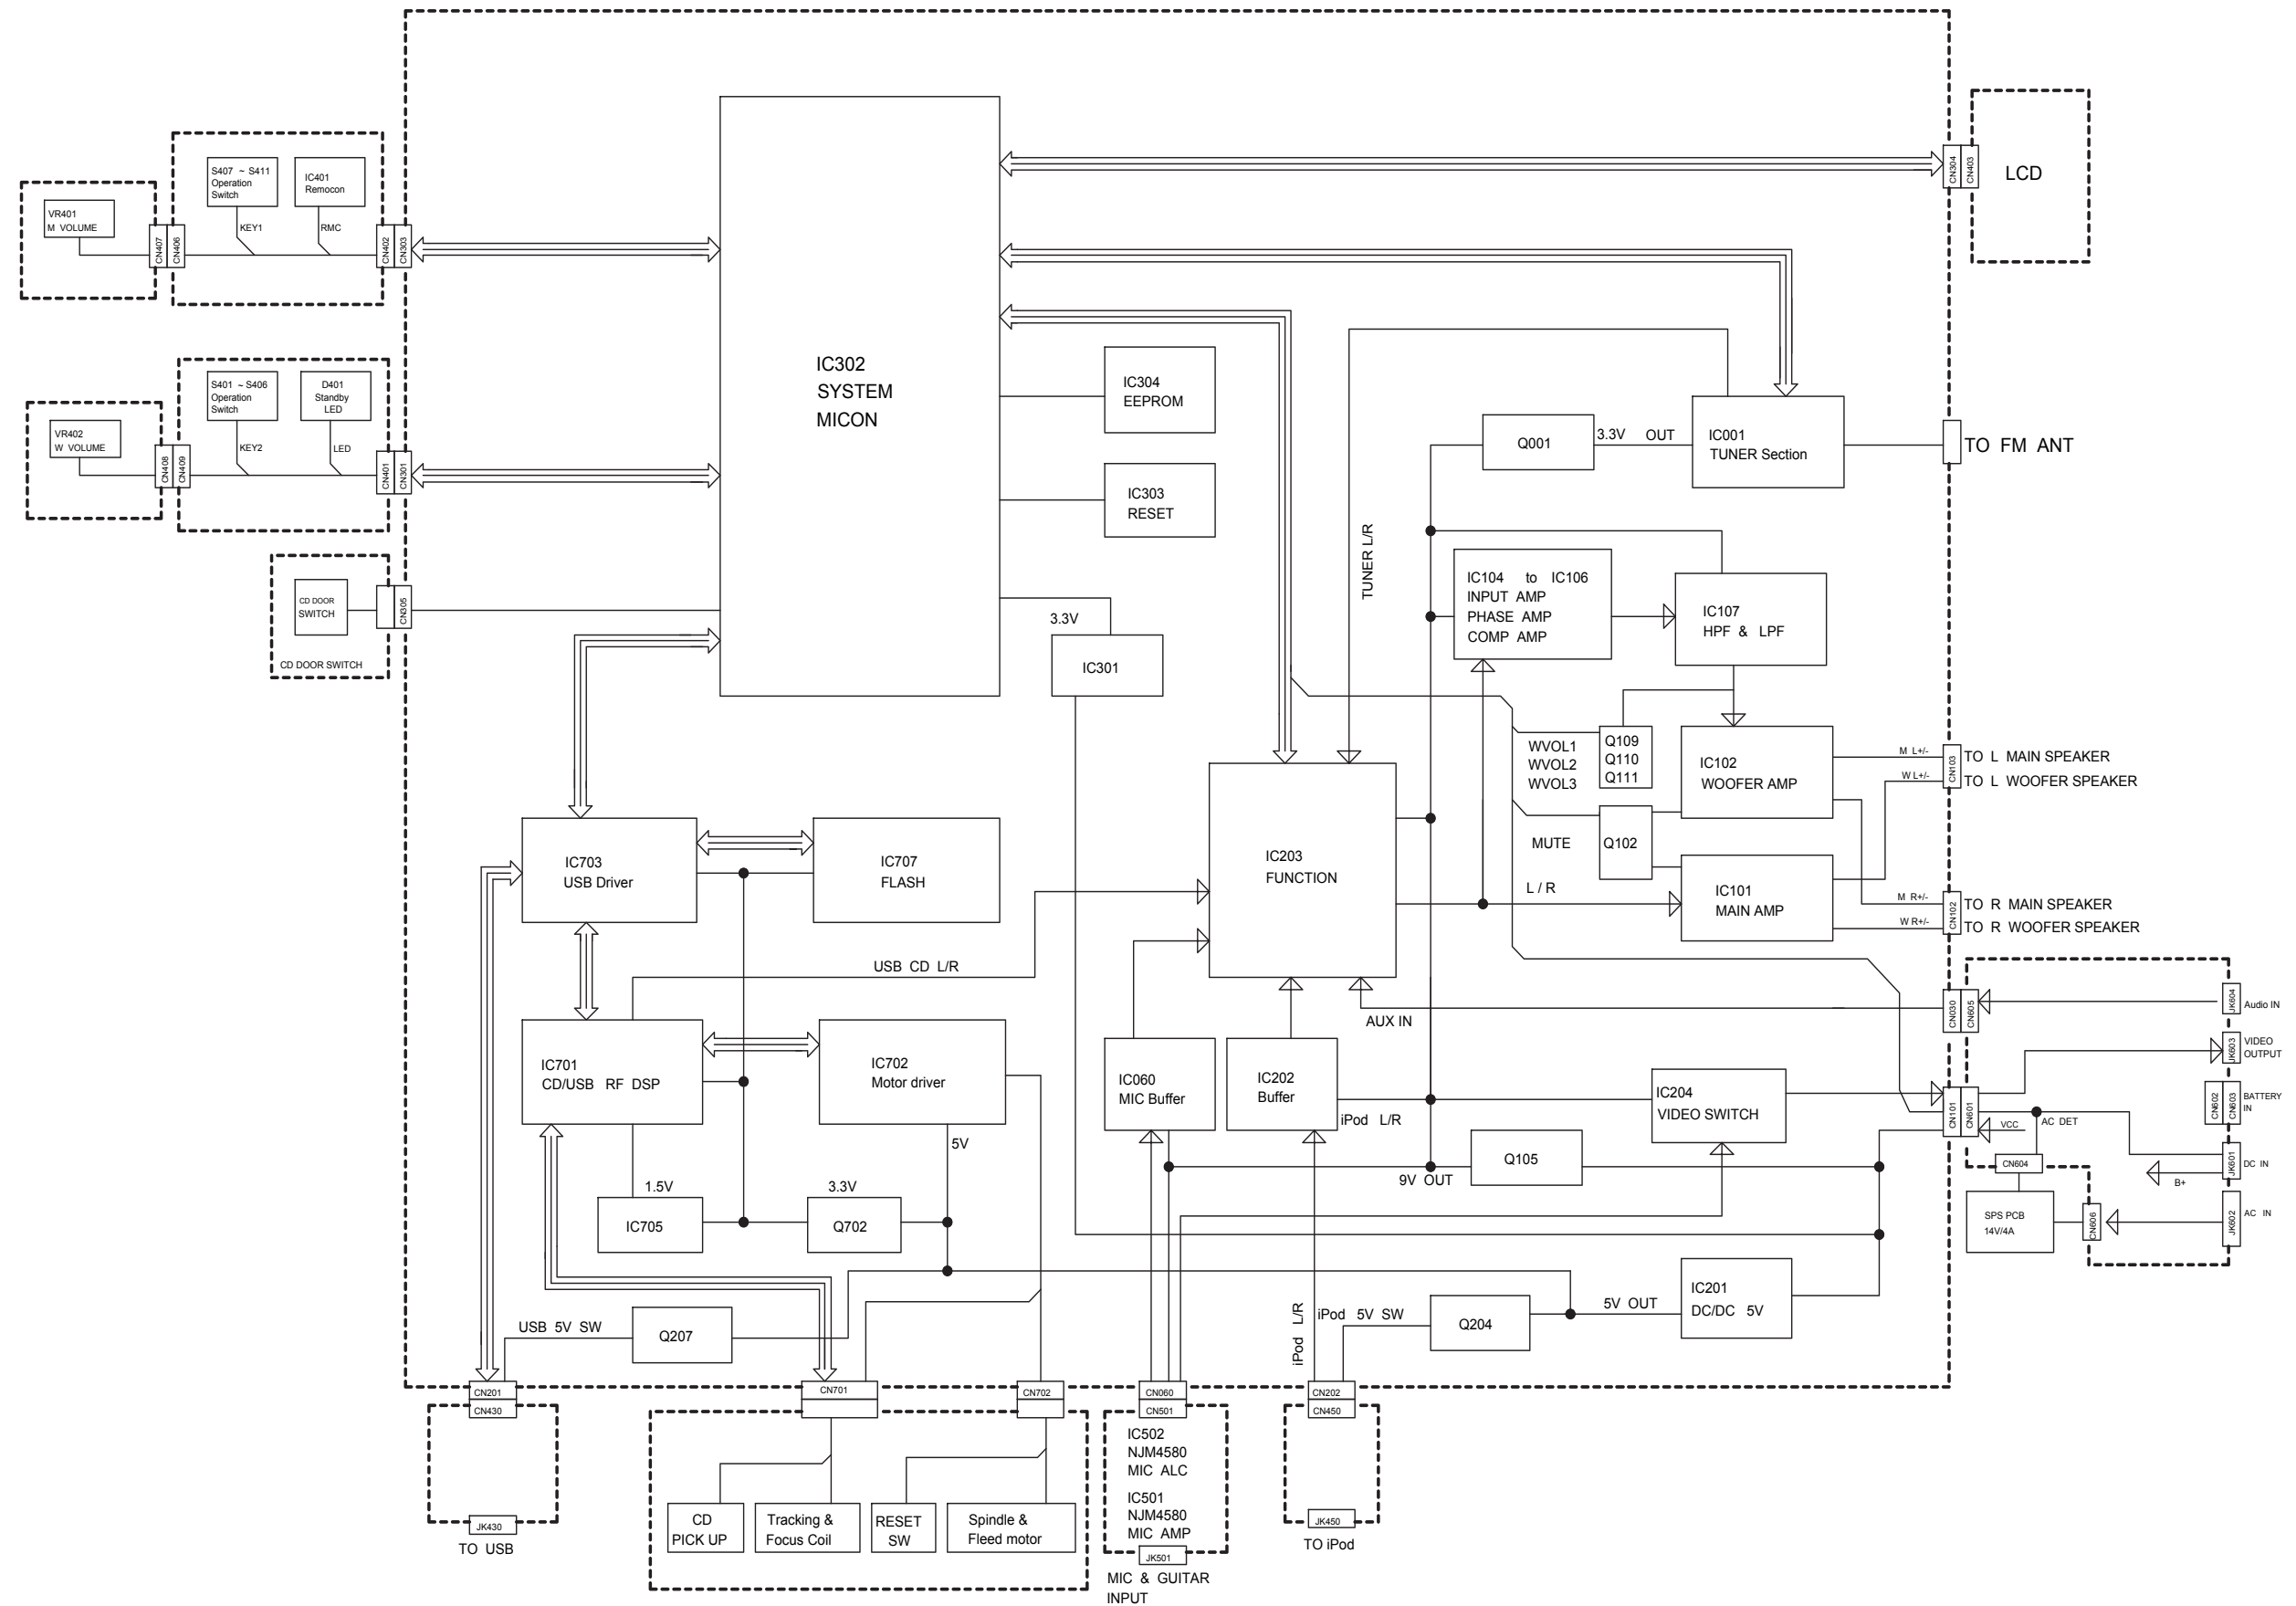 S407 ~ S411
Operation
Switch
IC401
Remocon
VR401
M VOLUME
KEY1
RMC
CN407
CN406
CN402
CN303
IC302
SYSTEM
MICON
CN304
CN403
LCD
S401 ~ S406
Operation
Switch
D401
Standby
LED
VR402
W VOLUME
KEY2
LED
CN408
CN409
CN401
CN301
IC304
EEPROM
IC303
RESET
TUNER L/R
Q001
3.3V OUT
IC001
TUNER Section
TO FM ANT
CD DOOR
SWITCH
CN305
CD DOOR SWITCH
3.3V
IC301
IC104 to IC106
INPUT AMP
PHASE AMP
COMP AMP
IC107
HPF & LPF
WVOL1
WVOL2
WVOL3
Q109
Q110
Q111
IC102
WOOFER AMP
M L+/-
W L+/-
CN103
TO L MAIN SPEAKER
TO L WOOFER SPEAKER
IC703
USB Driver
IC707
FLASH
IC203
FUNCTION
MUTE
Q102
L / R
IC101
MAIN AMP
M R+/-
W R+/-
CN102
TO R MAIN SPEAKER
TO R WOOFER SPEAKER
USB CD L/R
AUX IN
CN030
CN605
JK604
Audio IN
IC701
CD/USB RF DSP
IC702
Motor driver
IC060
MIC Buffer
IC202
Buffer
iPod L/R
IC204
VIDEO SWITCH
CN101
CN601
VCC
AC DET
JK603
VIDEO
OUTPUT
CN602
CN603
BATTERY
IN
5V
1.5V
IC705
3.3V
Q702
9V OUT
Q105
CN604
JK601
DC IN
B+
SPS PCB
14V/4A
CN606
JK602
AC IN
USB 5V SW
Q207
iPod L/R
iPod 5V SW
Q204
5V OUT
IC201
DC/DC 5V
CN201
CN430
CN701
CN702
CN060
CN501
CN202
CN450
IC502
NJM4580
MIC ALC
IC501
NJM4580
MIC AMP
CD
PICK UP
Tracking &
Focus Coil
RESET
SW
Spindle &
Fleed motor
JK430
TO USB
JK501
MIC & GUITAR
INPUT
JK450
TO iPod